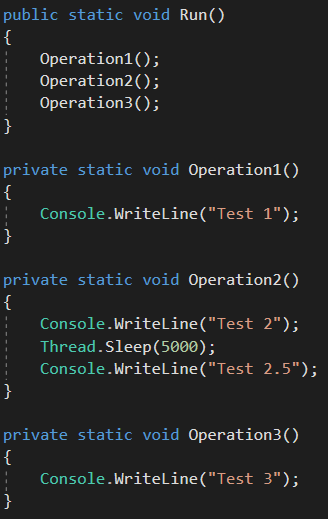 public static void Run()
{
    Operation1();
    Operation2();
    Operation3();
}

private static void Operation1()
{
    Console.WriteLine("Test 1");
}

private static void Operation2()
{
    Console.WriteLine("Test 2");
    Thread.Sleep(5000);
    Console.WriteLine("Test 2.5");
}

private static void Operation3()
{
    Console.WriteLine("Test 3");
}